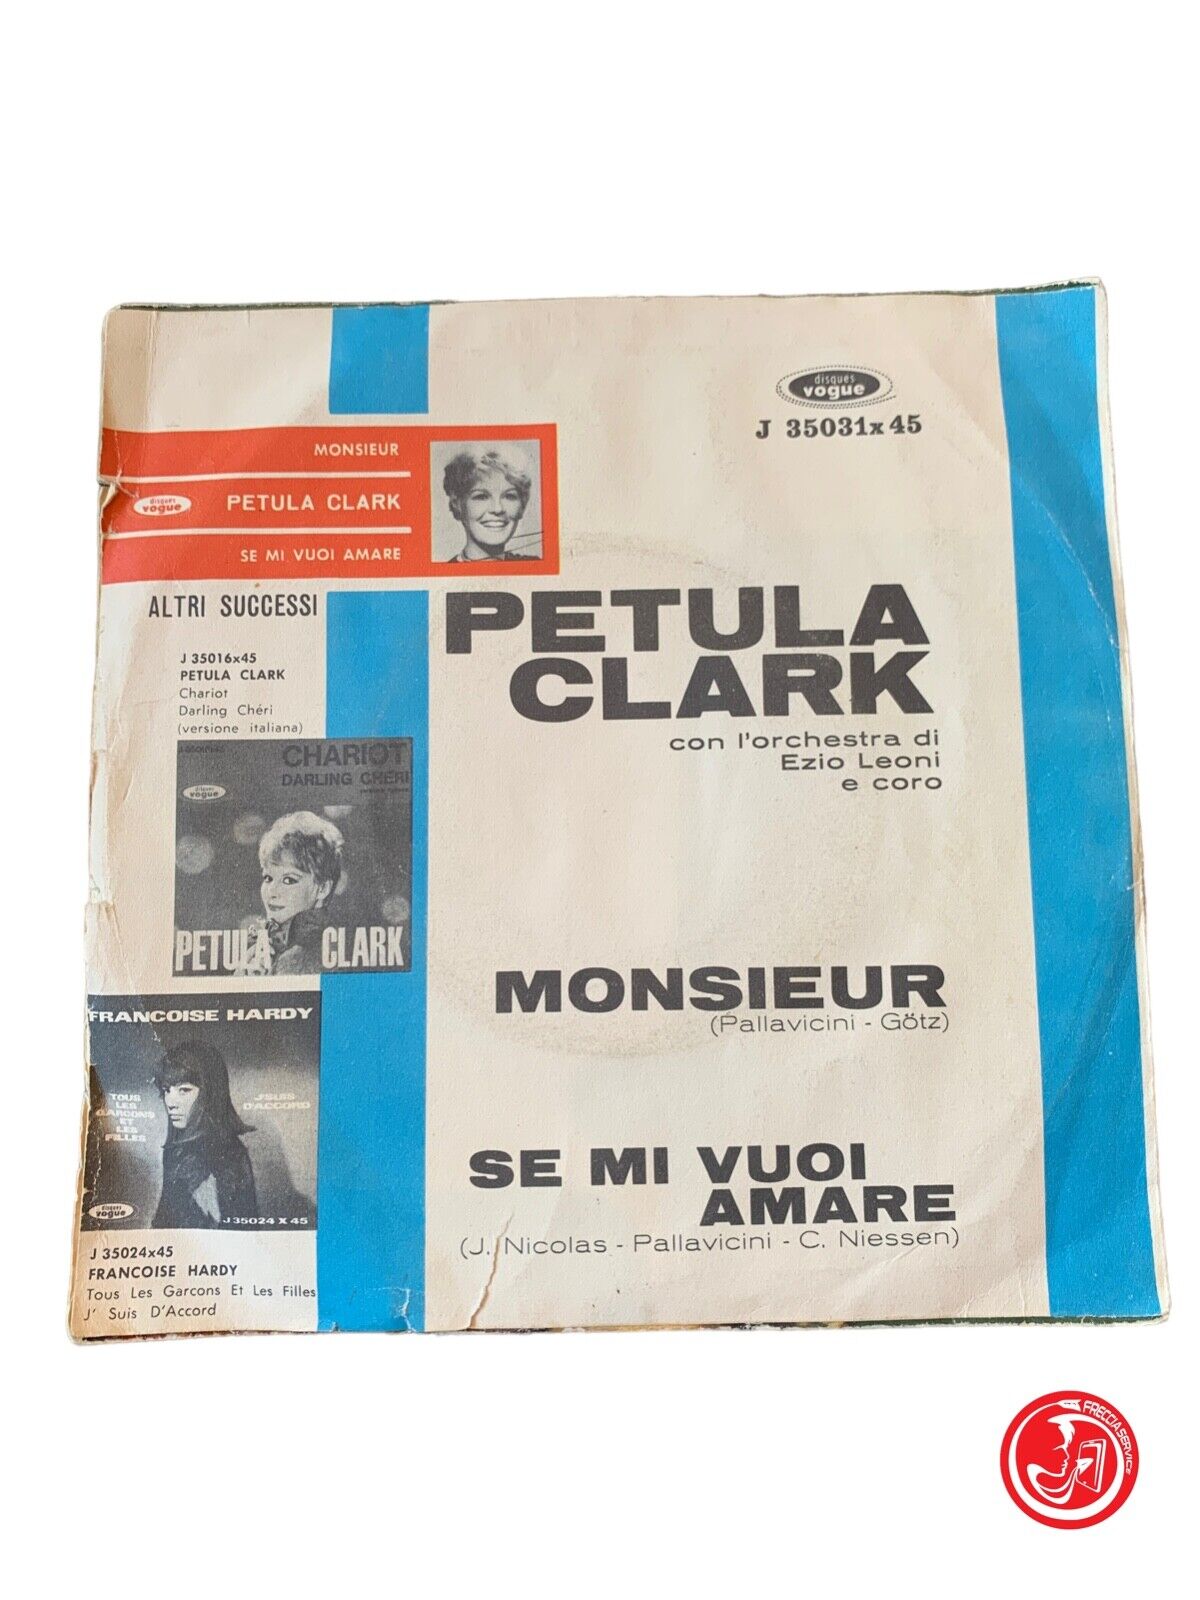 disques
vogue
J 35031x45
MONSIEUR
disques
vogue
PETULA CLARK
SE MI VUOI AMARE
ALTRI SUCCESSI
J 35016x45
PETULA CLARK
Chariot
Darling Chéri
(versione italiana)
CHARIOT
DARLING CHÉRI
disques
vogue
PETULA CLARK
FRANCOISE HARDY
TOUS
LES
GARCONS
ET
LES
FILLES
J'SUIS
D'ACCORD
disques
vogue
J 35024 X 45
J 35024x45
FRANCOISE HARDY
Tous Les Garcons Et Les Filles
J' Suis D'Accord
PETULA
CLARK
con l'orchestra di
Ezio Leoni
e coro
MONSIEUR
(Pallavicini - Götz)
SE MI VUOI
AMARE
(J. Nicolas - Pallavicini - C. Niessen)
FRECCIASERVICE